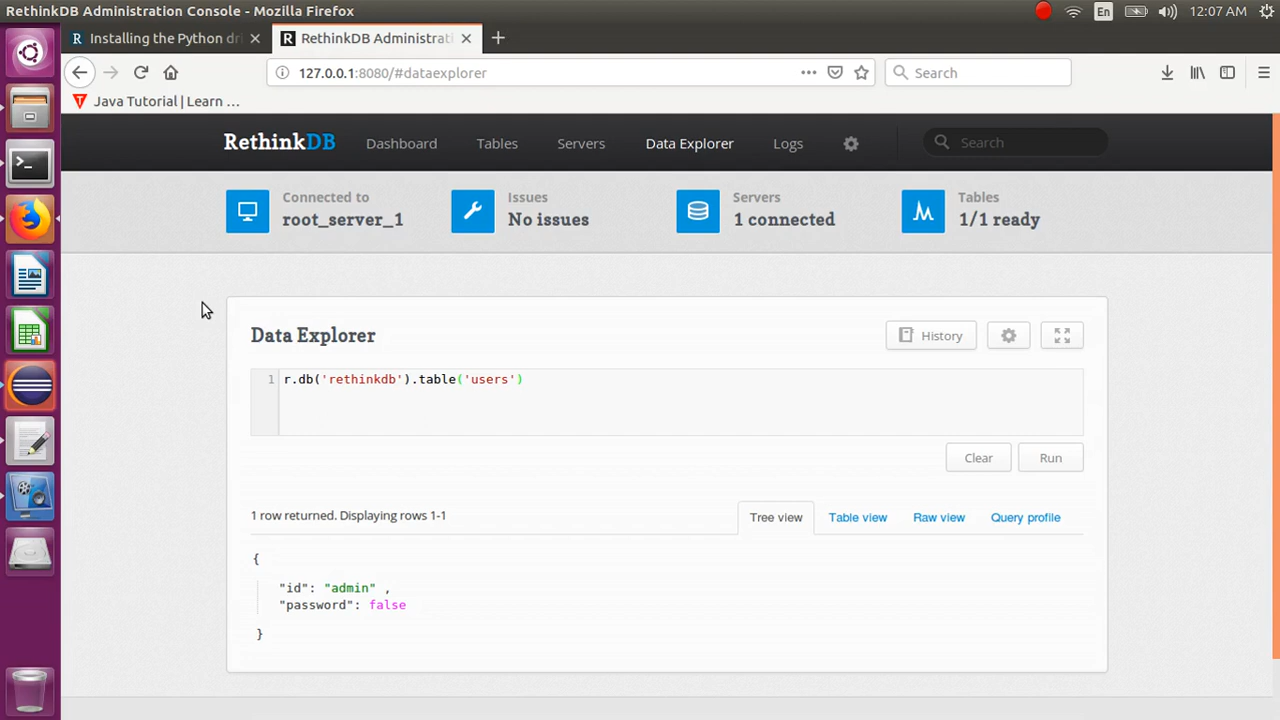 RethinkDB Administration Console - Mozilla Firefox
En
12:07 AM
Installing the Python dri
RethinkDB Administrati
127.0.0.1:8080/#dataexplorer
Search
Java Tutorial | Learn ...
RethinkDB
Dashboard
Tables
Servers
Data Explorer
Logs
Search
Connected to
root_server_1
Issues
No issues
Servers
1 connected
Tables
1/1 ready
Data Explorer
History
1 r.db('rethinkdb').table('users')
Clear
Run
1 row returned. Displaying rows 1-1
Tree view
Table view
Raw view
Query profile
{
"id": "admin" ,
"password": false
}